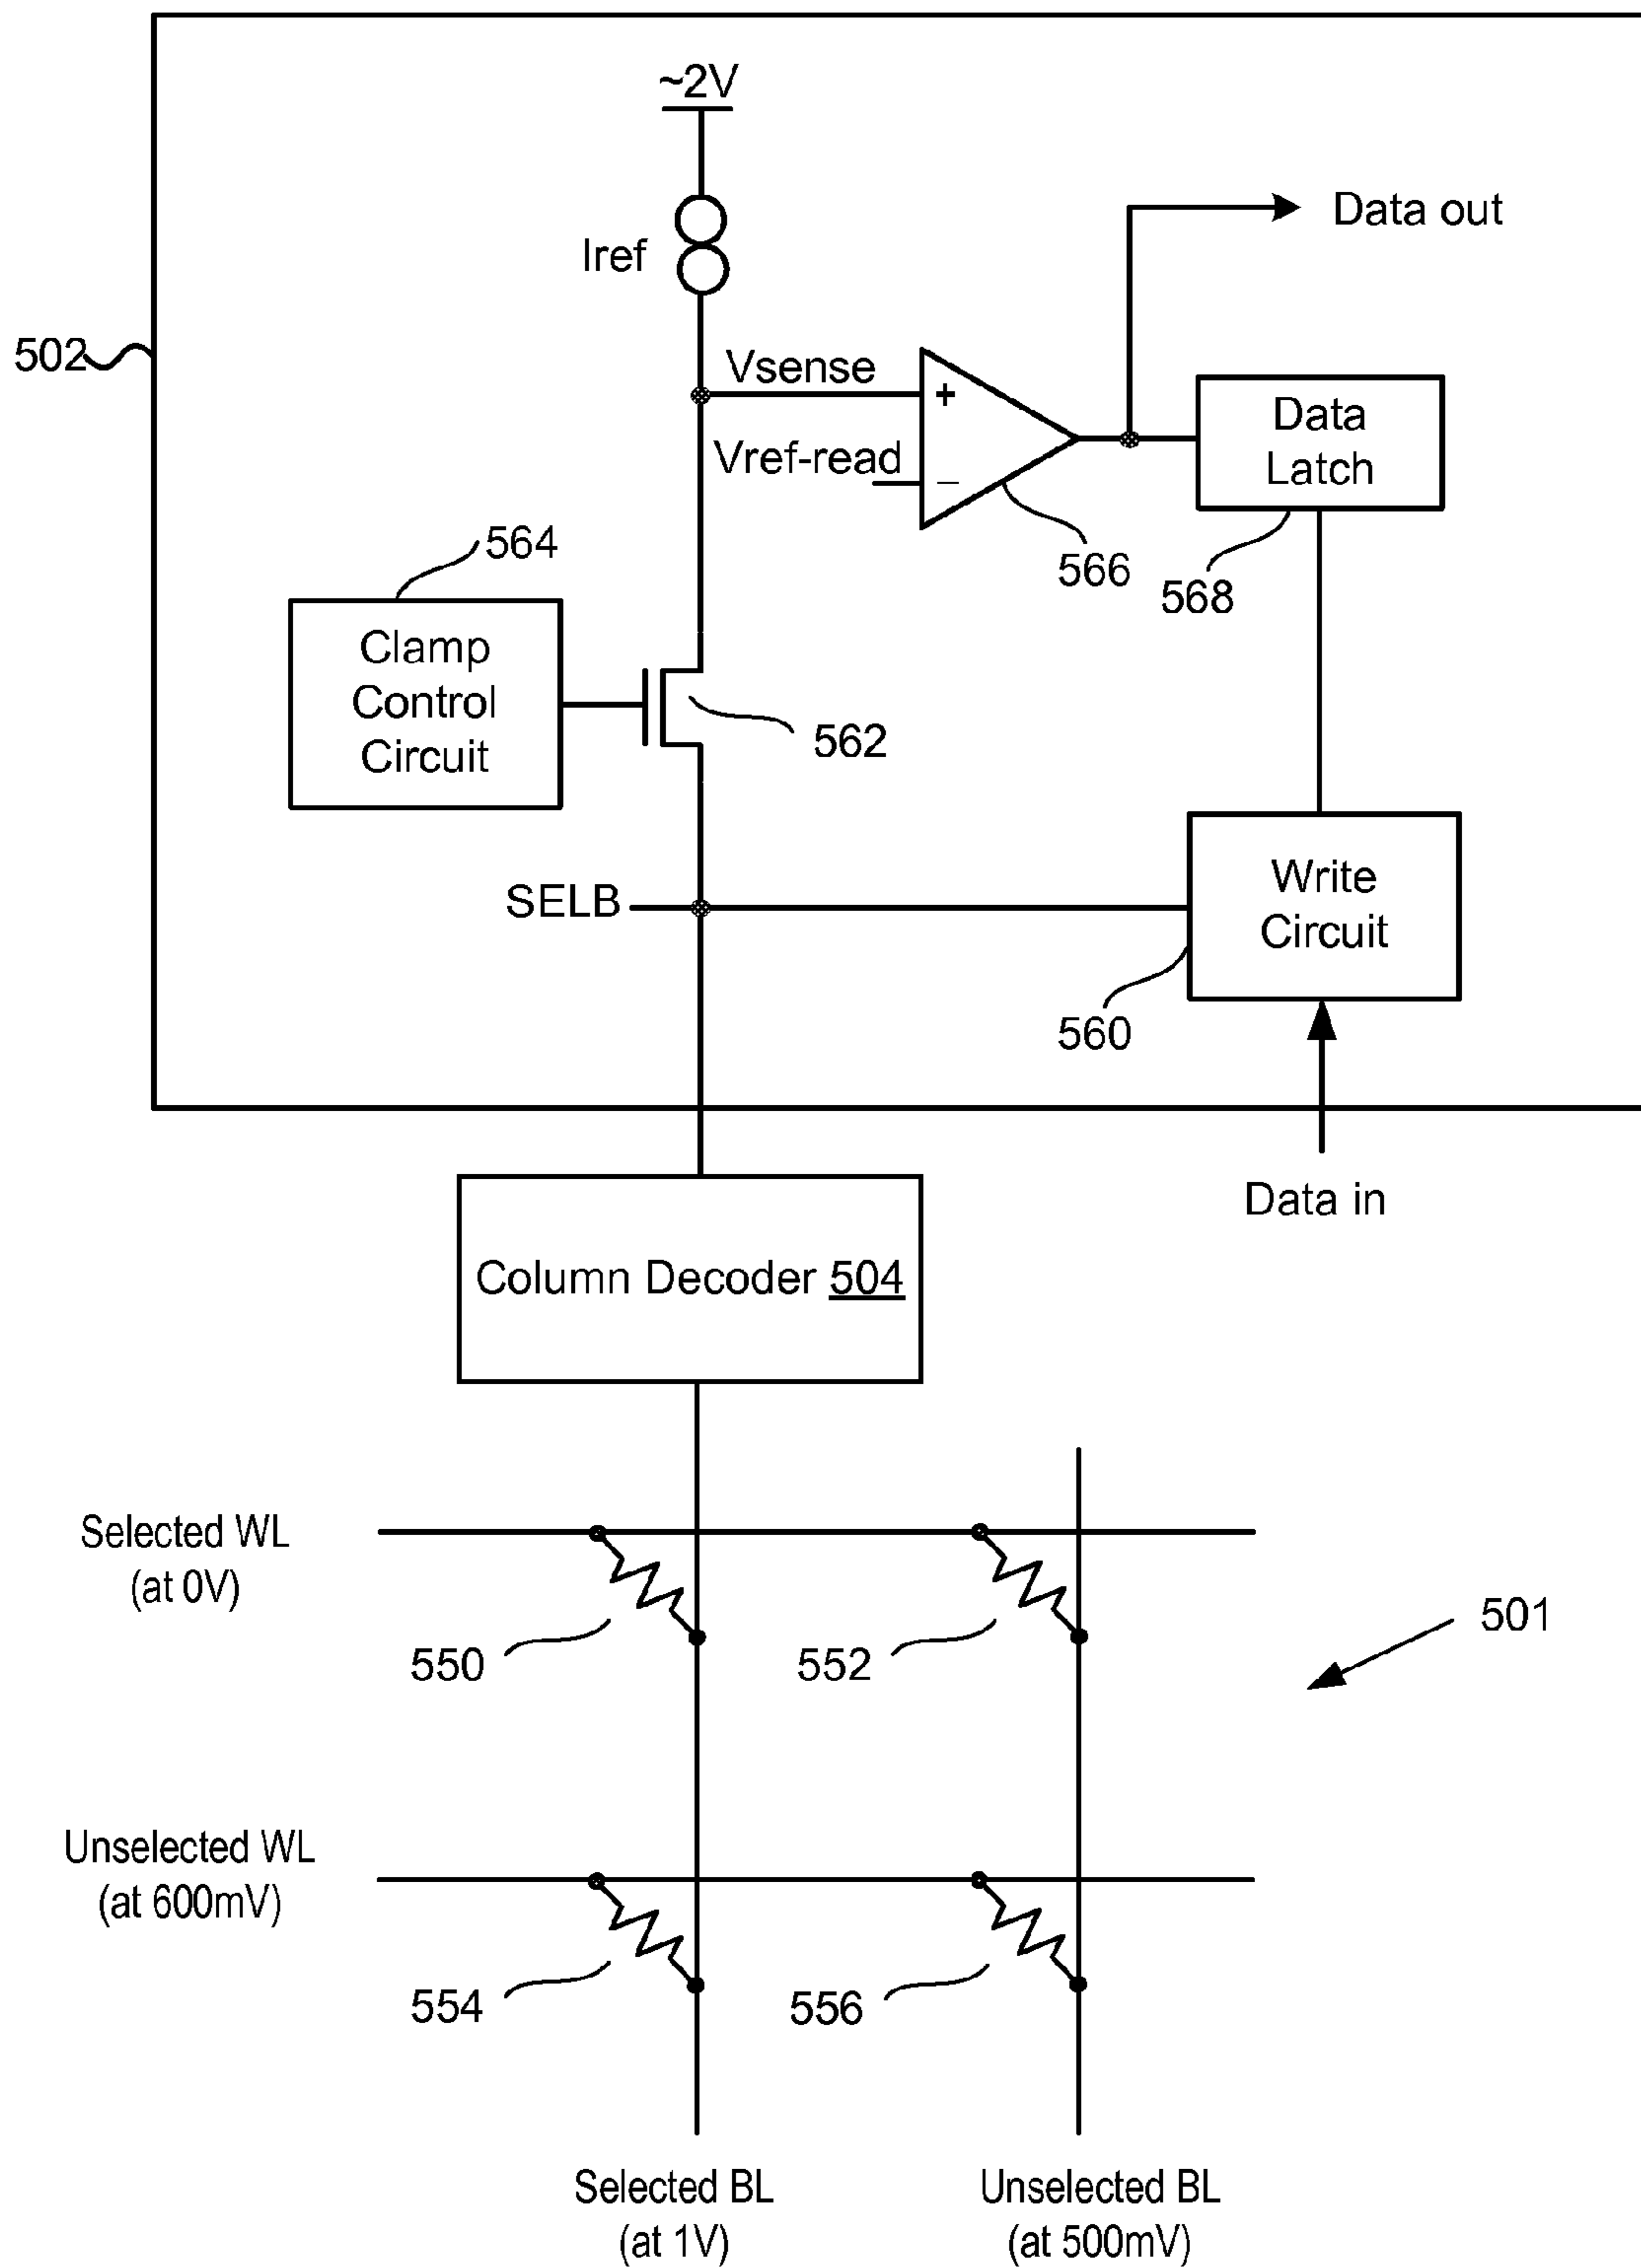 ~2V
Data out
Iref
502
Vsense
+
Data
Latch
Vref-read
−
564
566
568
Clamp
Control
Circuit
562
Write
Circuit
SELB
560
Data in
Column Decoder 504
Selected WL
(at 0V)
501
550
552
Unselected WL
(at 600mV)
554
556
Selected BL
(at 1V)
Unselected BL
(at 500mV)